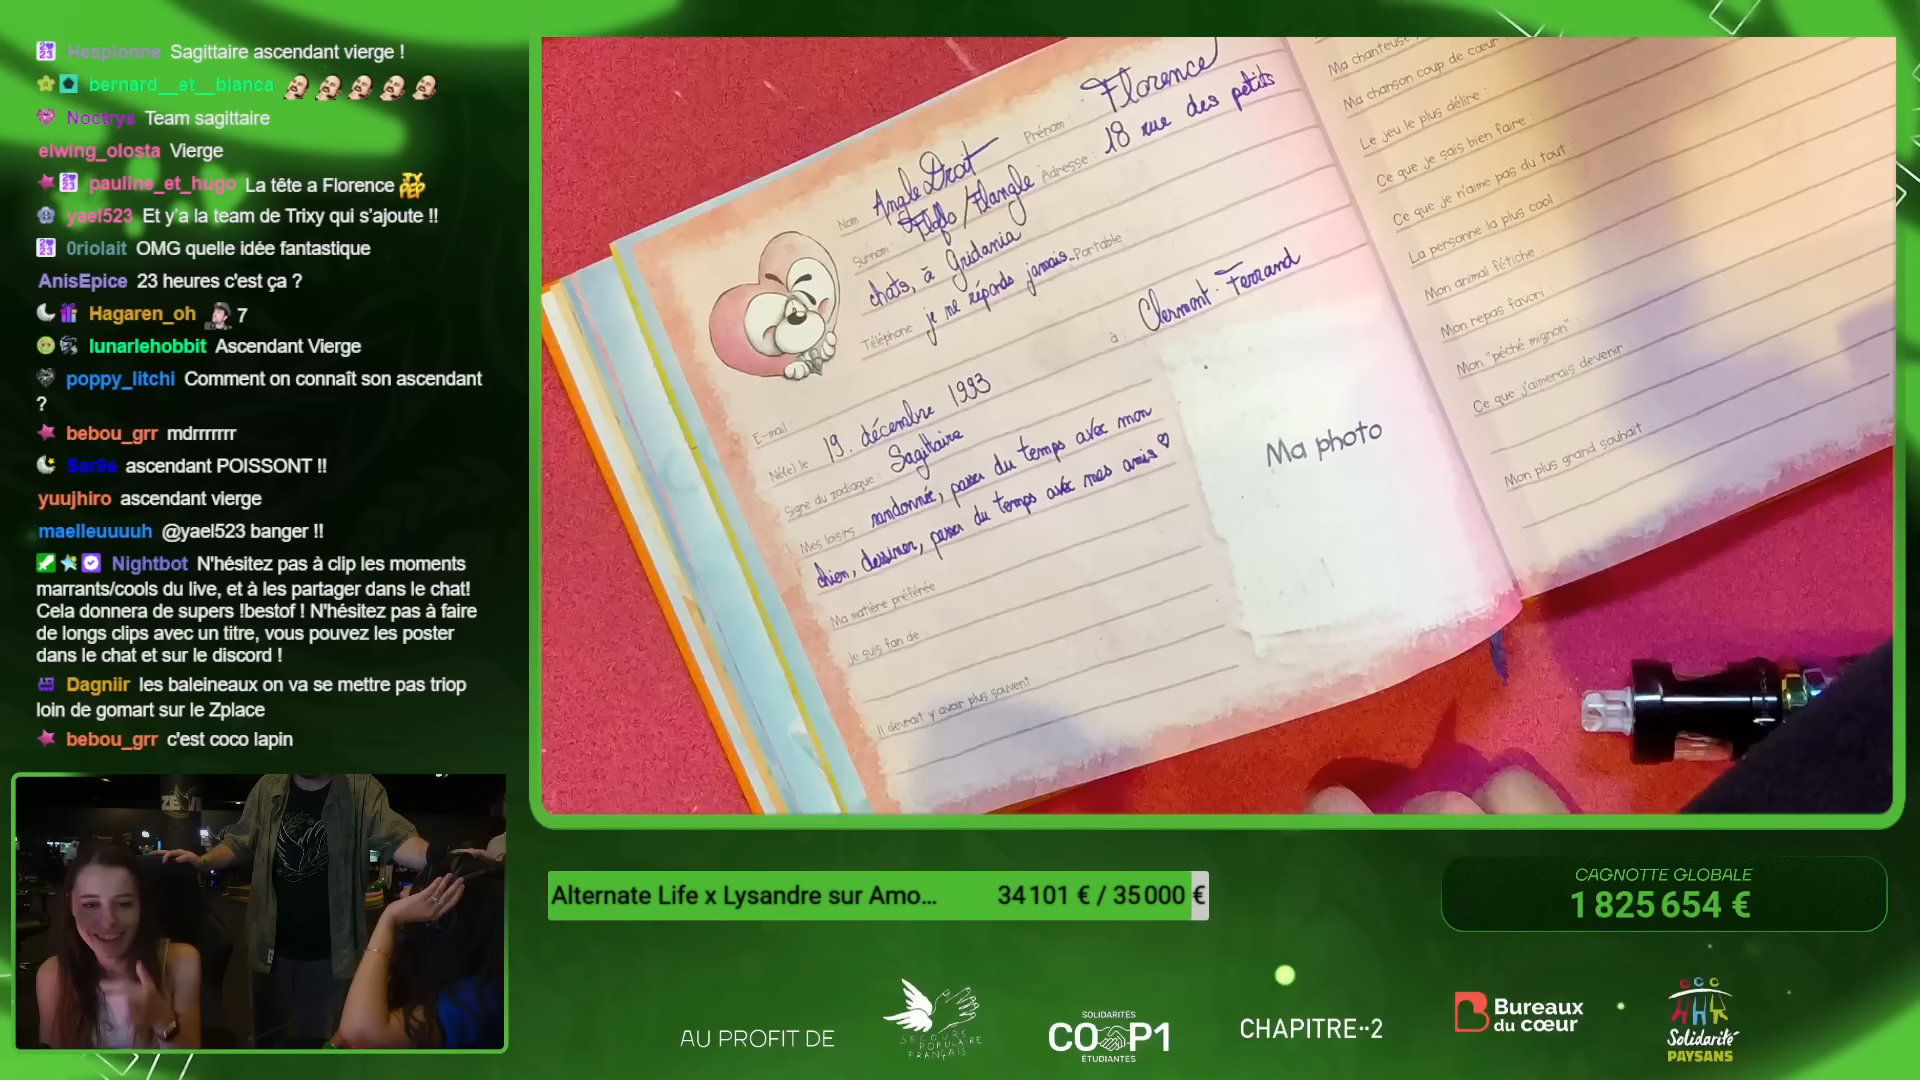 Hespionne Sagittaire ascendant vierge !
bernard__et__bianca
Noctrys Team sagittaire
elwing_olosta Vierge
pauline_et_hugo La tête a Florence
yael523 Et y'a la team de Trixy qui s'ajoute !!
0riolait OMG quelle idée fantastique
AnisEpice 23 heures c'est ça ?
Hagaren_oh 7
lunarlehobbit Ascendant Vierge
poppy_litchi Comment on connaît son ascendant
?
bebou_grr mdrrrrrrr
Sar9e ascendant POISSONT !!
yuujhiro ascendant vierge
maelleuuuuh @yael523 banger !!
Nightbot N'hésitez pas à clip les moments
marrants/cools du live, et à les partager dans le chat!
Cela donnera de supers !bestof ! N'hésitez pas à faire
de longs clips avec un titre, vous pouvez les poster
dans le chat et sur le discord !
Dagniir les baleineaux on va se mettre pas triop
loin de gomart sur le Zplace
bebou_grr c'est coco lapin
Nom Angle Droit Prénom : Florence
Surnom : Floflo / Flangle Adresse : 18 rue des petits
chats, à Gridania
Téléphone : je ne réponds jamais.. Portable :
E-mail :
Né(e) le 19 décembre 1993 à : Clermont-Ferrand
Signe du zodiaque : Sagittaire
Mes loisirs randonnée, passer du temps avec mon
chien, dessiner, passer du temps avec mes amis ♡
Ma matière préférée
Je suis fan de
Il devrait y avoir plus souvent
Ma photo
Ma chanteuse
Ma chanson coup de cœur
Le jeu le plus délire :
Ce que je sais bien faire :
Ce que je n'aime pas du tout :
La personne la plus cool :
Mon animal fétiche :
Mon repas favori :
Mon "péché mignon" :
Ce que j'aimerais devenir :
Mon plus grand souhait :
Alternate Life x Lysandre sur Amo... 34 101 € / 35 000 €
CAGNOTTE GLOBALE
1 825 654 €
AU PROFIT DE
SECOURS
POPULAIRE
FRANÇAIS
SOLIDARITÉS
CO P1
ÉTUDIANTES
CHAPITRE··2
Bureaux
du cœur
Solidarité
PAYSANS